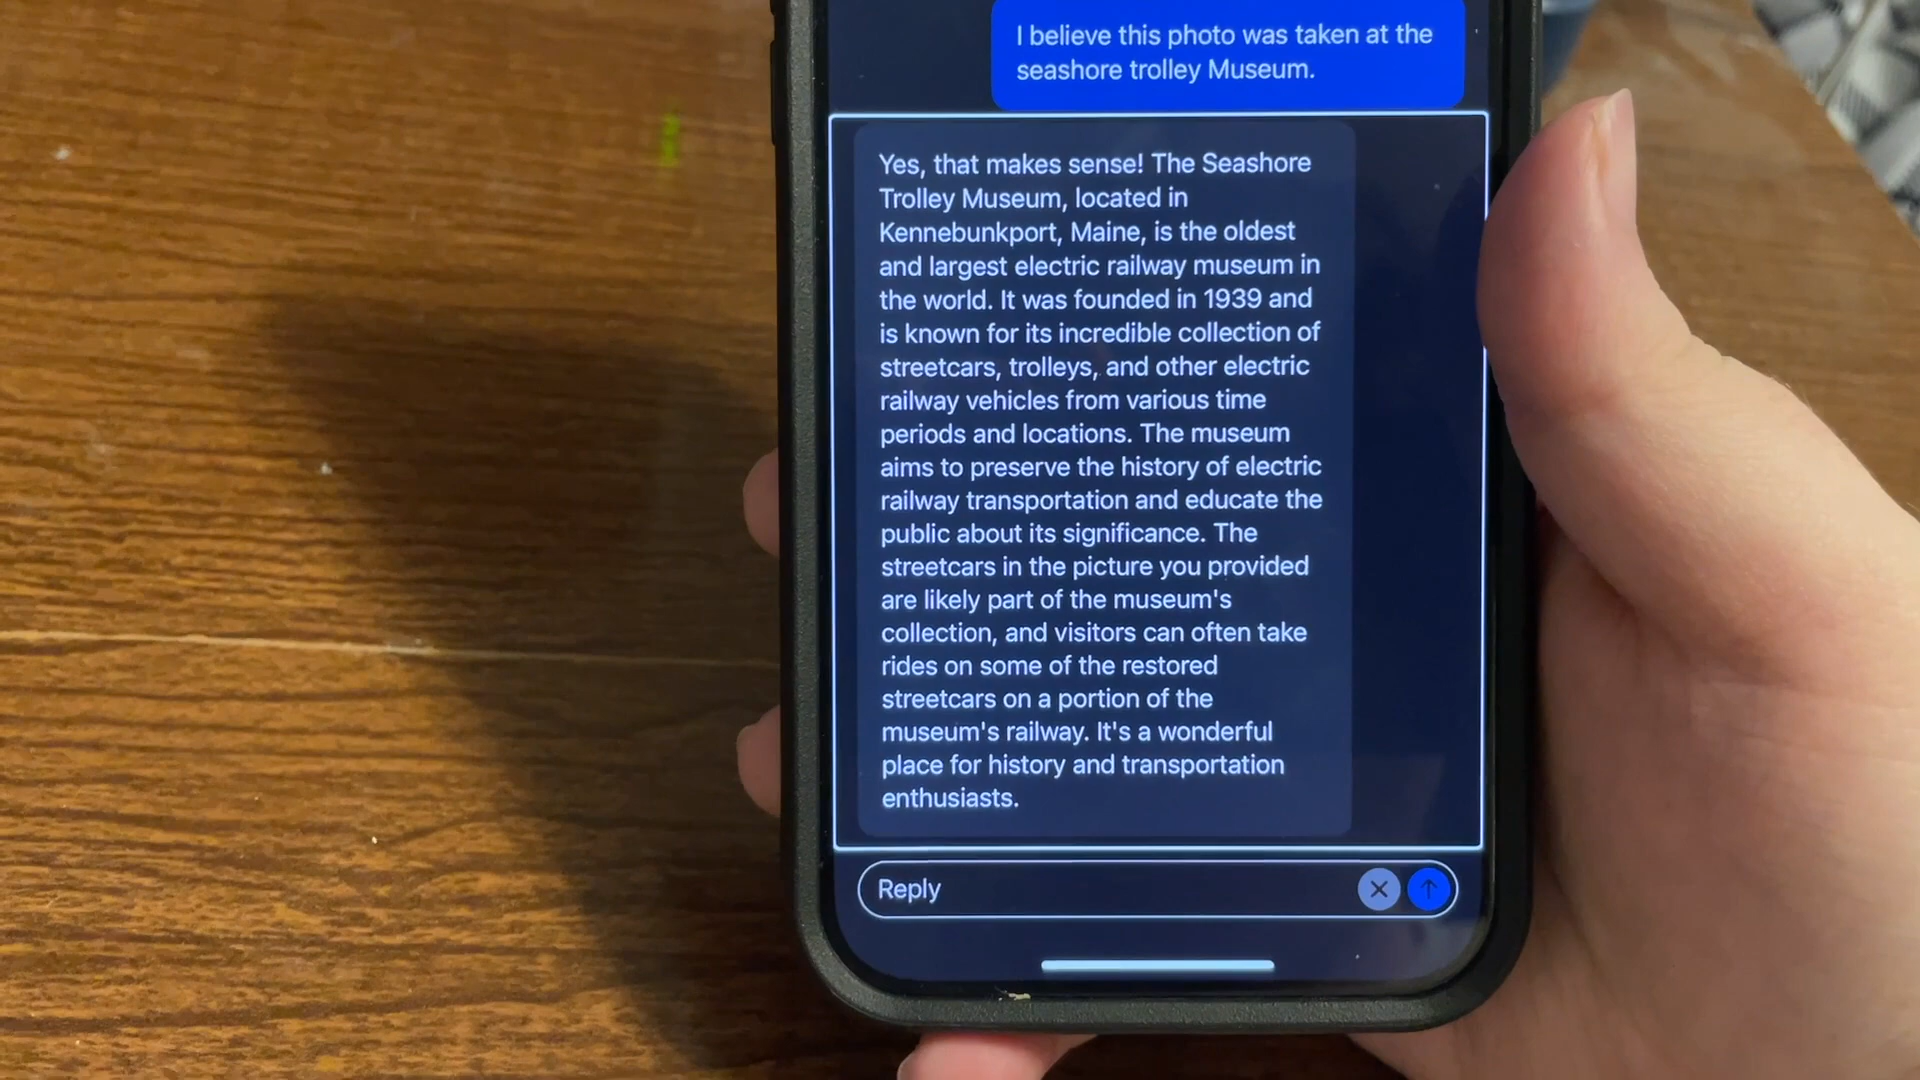 I believe this photo was taken at the
seashore trolley Museum.
Yes, that makes sense! The Seashore
Trolley Museum, located in
Kennebunkport, Maine, is the oldest
and largest electric railway museum in
the world. It was founded in 1939 and
is known for its incredible collection of
streetcars, trolleys, and other electric
railway vehicles from various time
periods and locations. The museum
aims to preserve the history of electric
railway transportation and educate the
public about its significance. The
streetcars in the picture you provided
are likely part of the museum's
collection, and visitors can often take
rides on some of the restored
streetcars on a portion of the
museum's railway. It's a wonderful
place for history and transportation
enthusiasts.
Reply